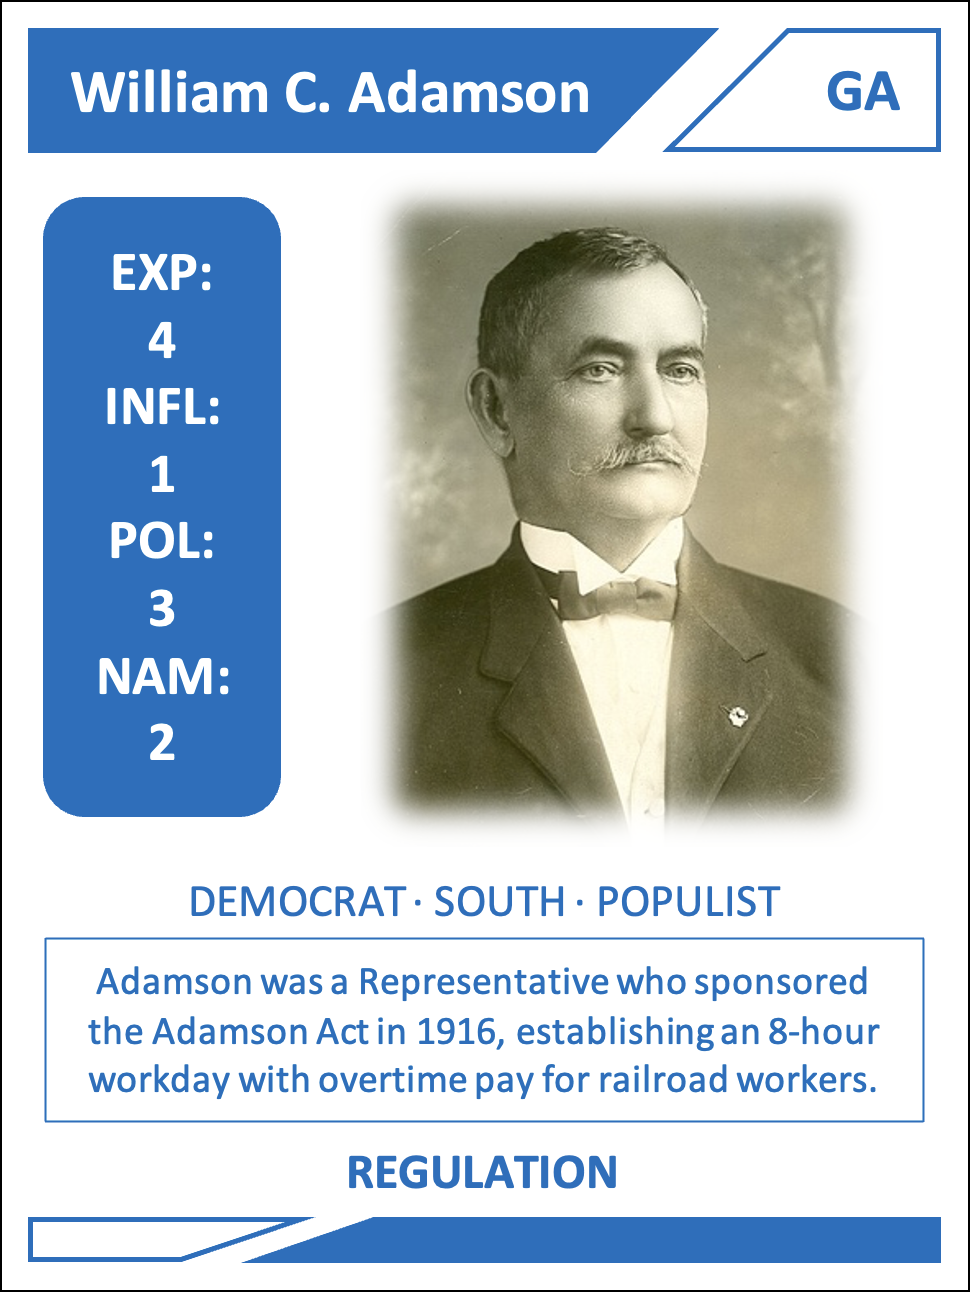 William C. Adamson
GA
EXP:
4
INFL:
1
POL:
3
NAM:
2
DEMOCRAT · SOUTH · POPULIST
Adamson was a Representative who sponsored
the Adamson Act in 1916, establishing an 8-hour
workday with overtime pay for railroad workers.
REGULATION